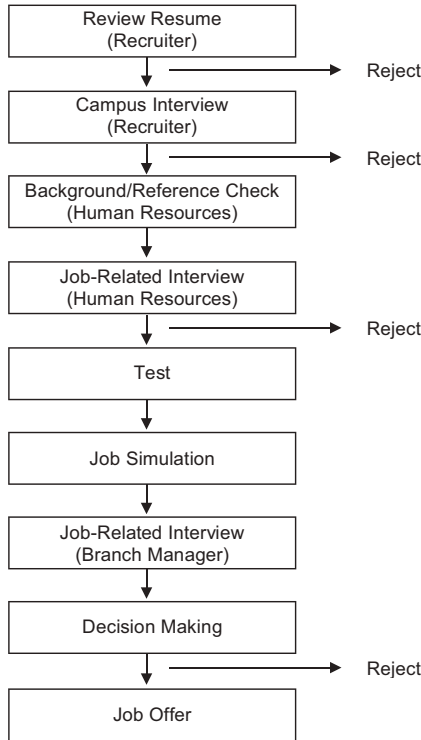 Review Resume
(Recruiter)
Reject
Campus Interview
(Recruiter)
Reject
Background/Reference Check
(Human Resources)
Job-Related Interview
(Human Resources)
Reject
Test
Job Simulation
Job-Related Interview
(Branch Manager)
Decision Making
Reject
Job Offer